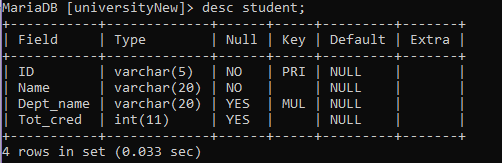 MariaDB [universityNew]> desc student;
+-----------+-------------+------+-----+---------+-------+
| Field     | Type        | Null | Key | Default | Extra |
+-----------+-------------+------+-----+---------+-------+
| ID        | varchar(5)  | NO   | PRI | NULL    |       |
| Name      | varchar(20) | NO   |     | NULL    |       |
| Dept_name | varchar(20) | YES  | MUL | NULL    |       |
| Tot_cred  | int(11)     | YES  |     | NULL    |       |
+-----------+-------------+------+-----+---------+-------+
4 rows in set (0.033 sec)